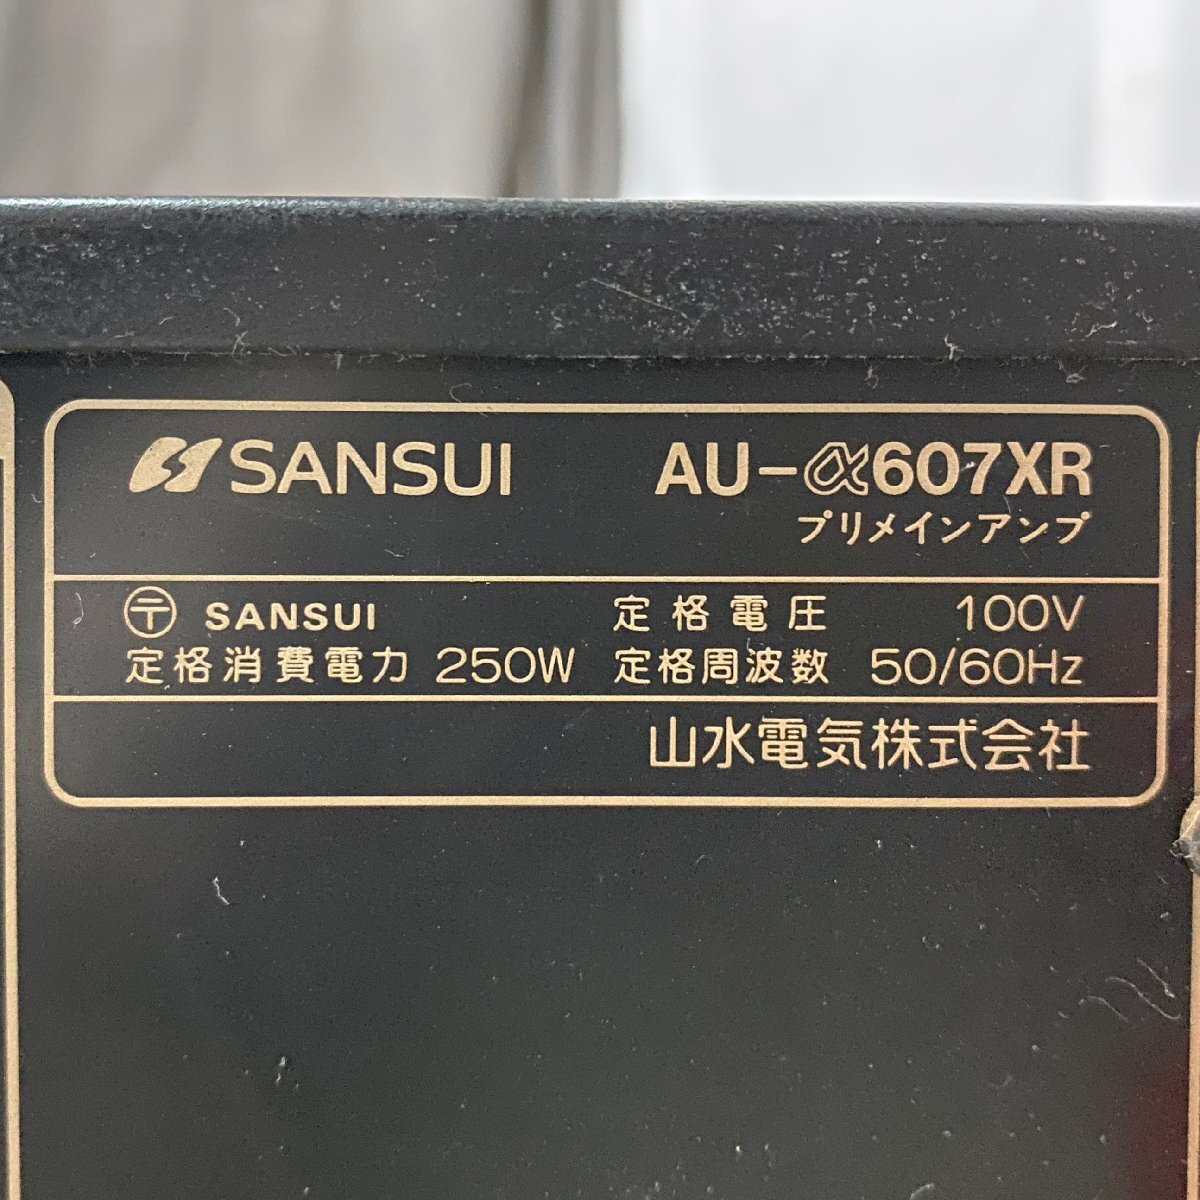 SANSUI AU-α607XR
プリメインアンプ
〶 SANSUI 定格電圧 100V
定格消費電力 250W 定格周波数 50/60Hz
山水電気株式会社